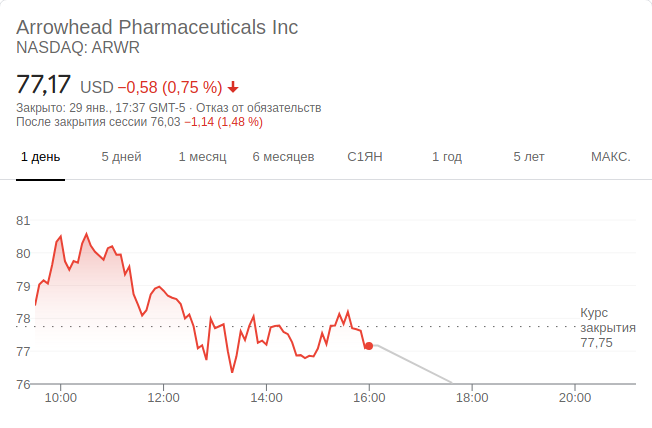 Arrowhead Pharmaceuticals Inc
NASDAQ: ARWR
77,17 USD −0,58 (0,75 %)
Закрыто: 29 янв., 17:37 GMT-5 · Отказ от обязательств
После закрытия сессии 76,03 −1,14 (1,48 %)
1 день 5 дней 1 месяц 6 месяцев С1ЯН 1 год 5 лет МАКС.
81
80
79
78
77
76
Курс
закрытия
77,75
10:00 12:00 14:00 16:00 18:00 20:00